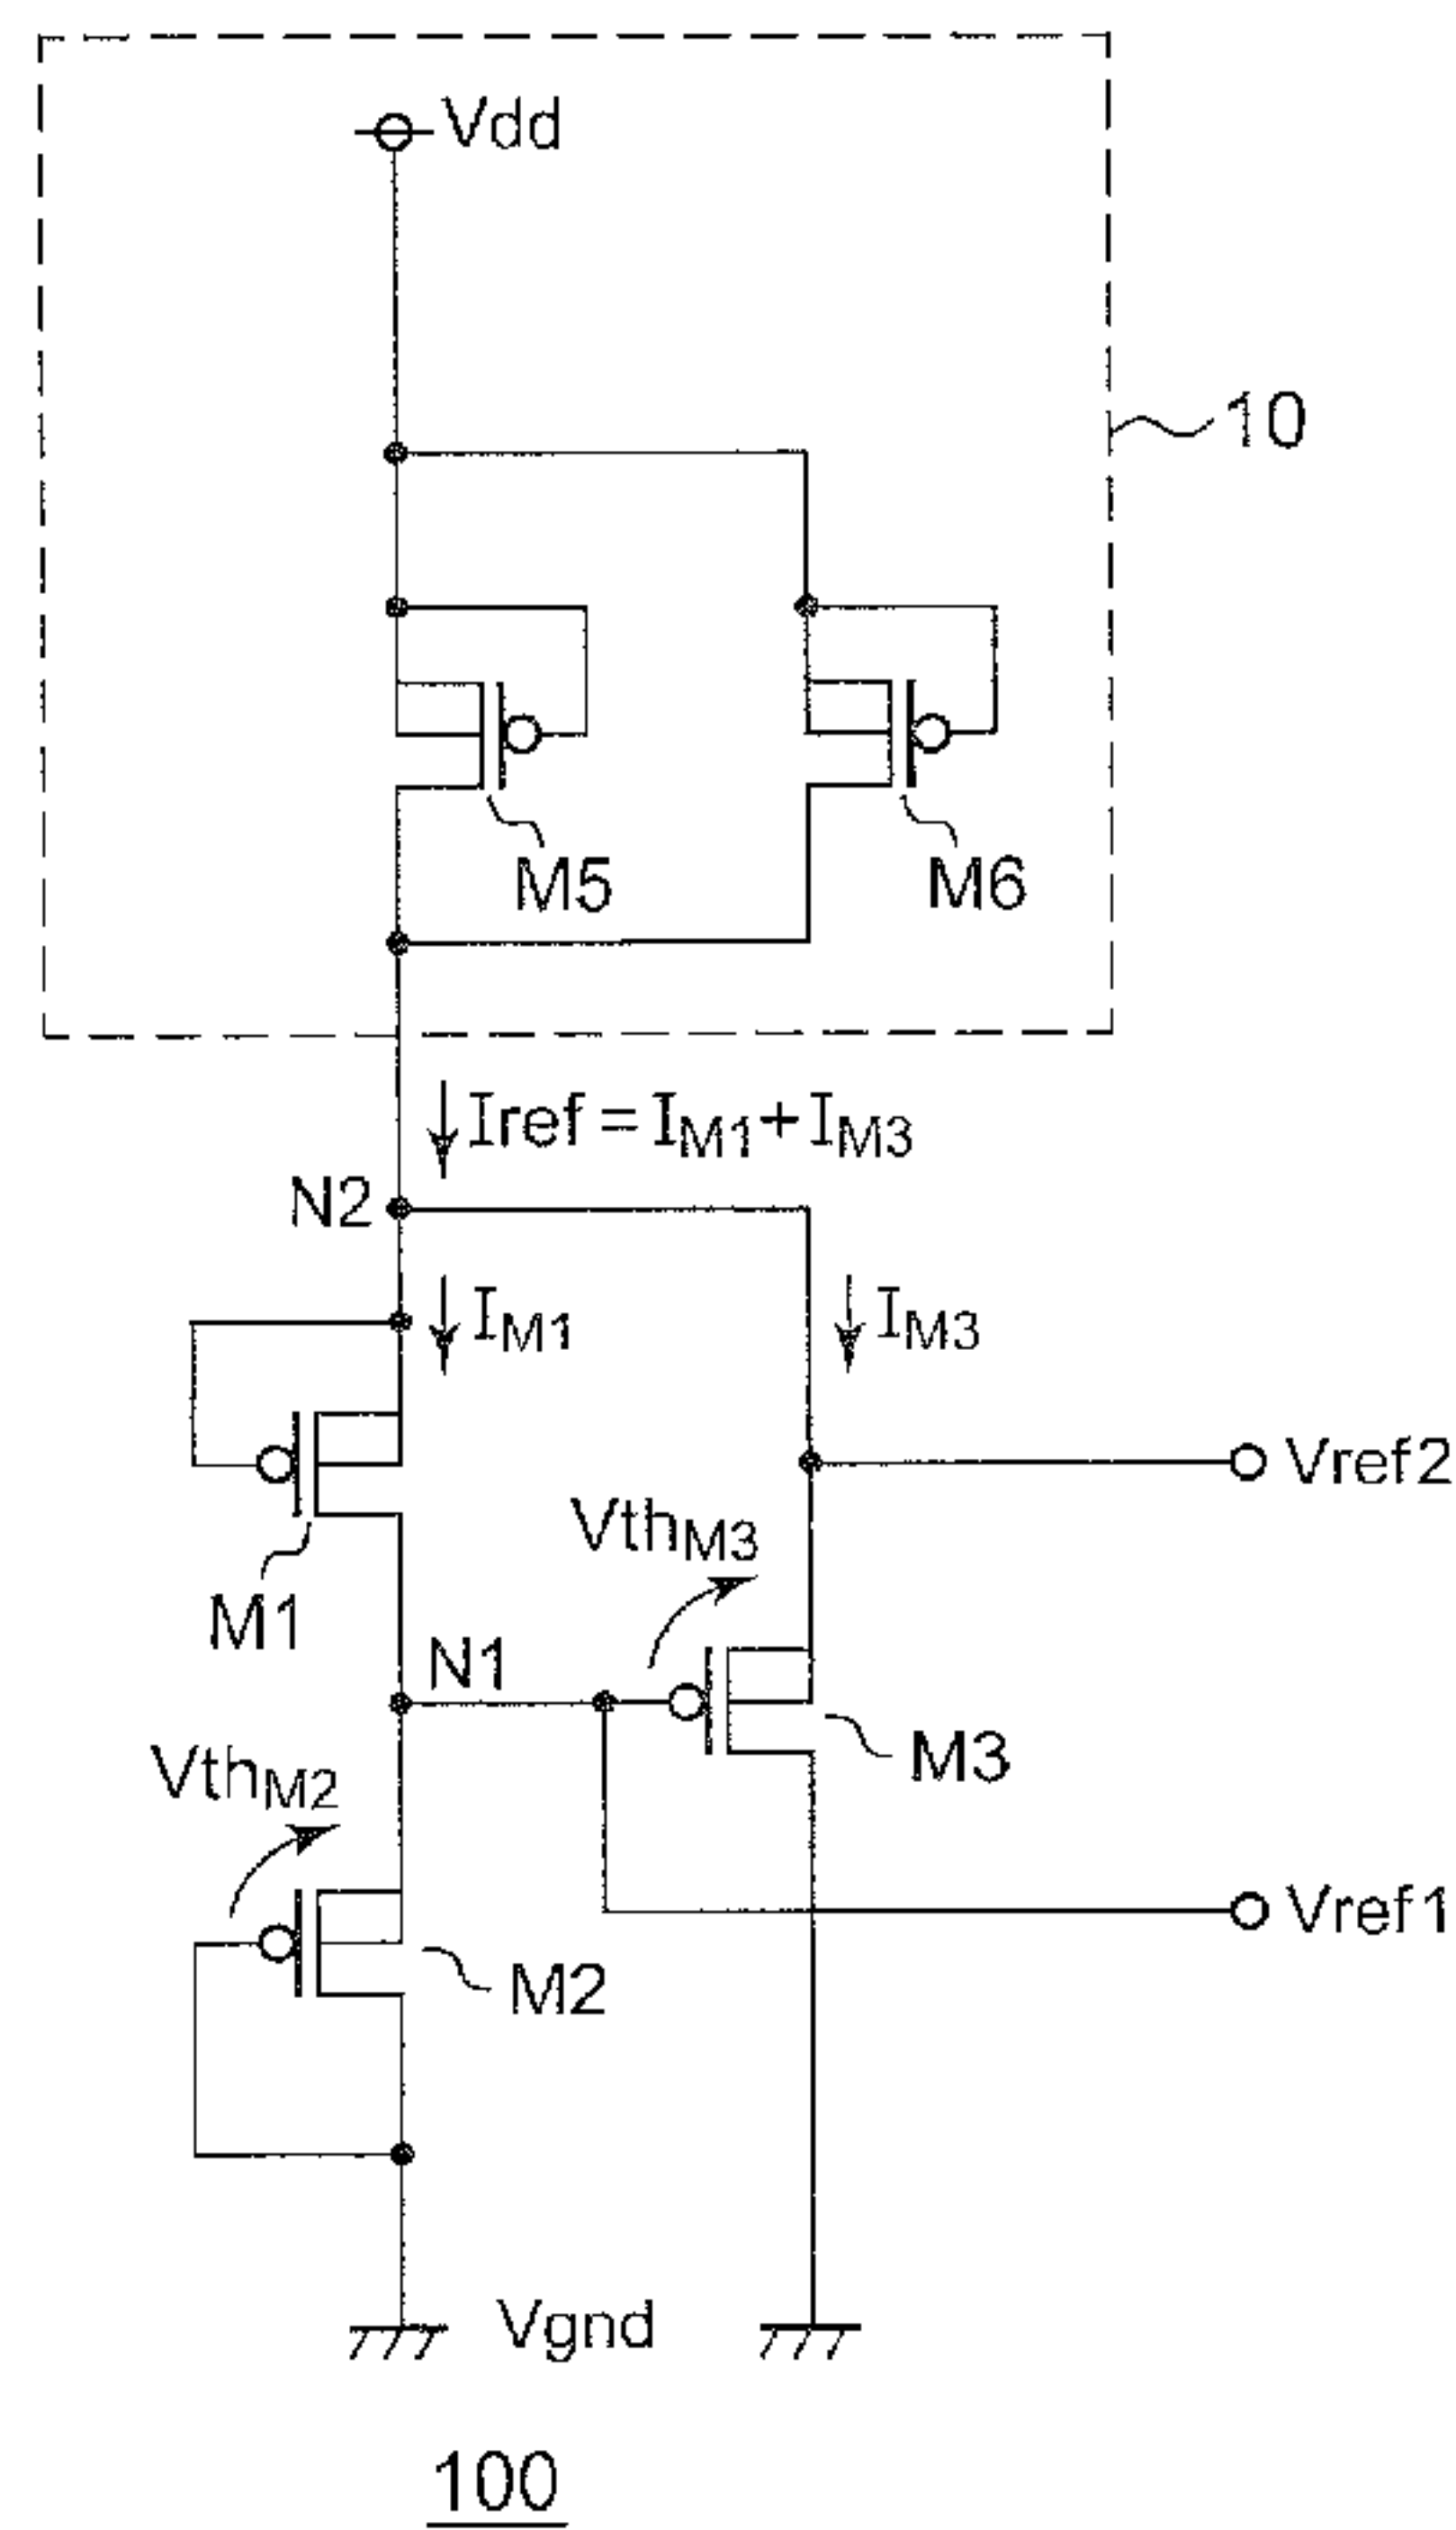 Vdd
10
M5
M6
Iref = IM1 + IM3
N2
IM1
IM3
Vref2
VthM3
M1
N1
M3
VthM2
Vref1
M2
Vgnd
100